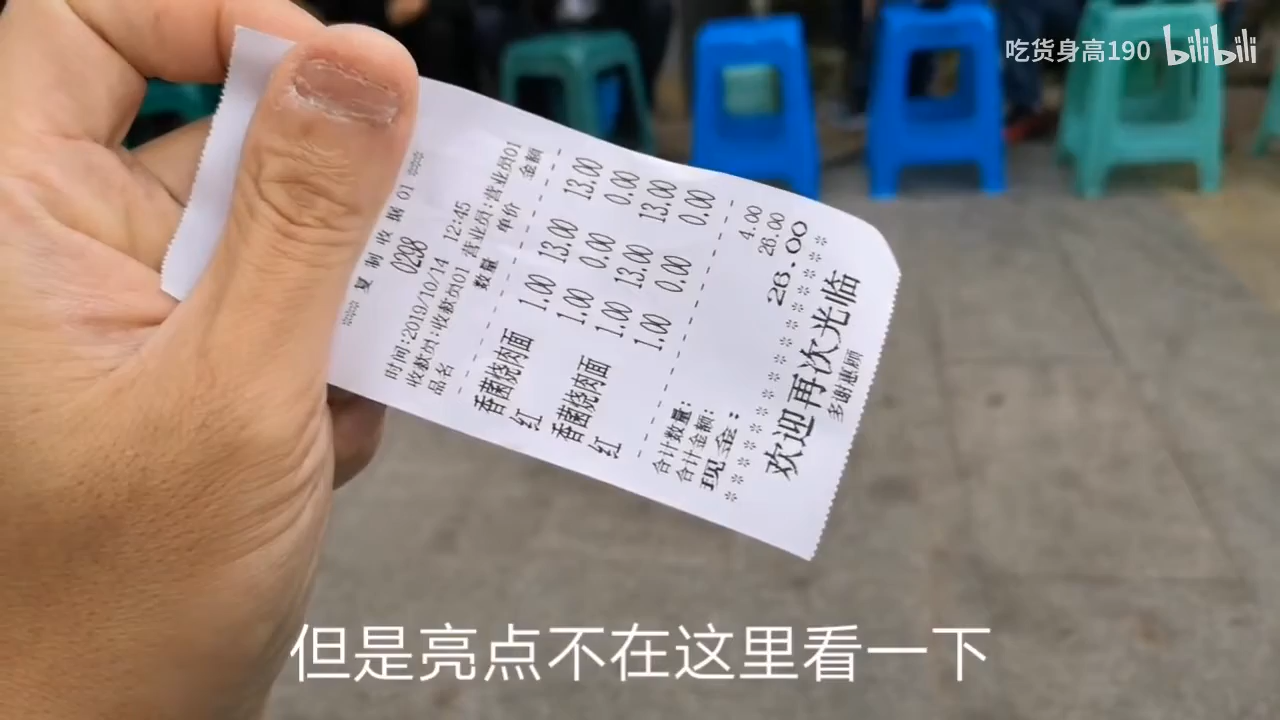 吃货身高190 bilibili
※※ 复 制 收 据 01 ※※
0298
时间:2019/10/14 12:45
收款员:收款员01 营业员:营业员01
品名 数量 单价 金额
香菌烧肉面 1.00 13.00 13.00
红 1.00 0.00 0.00
香菌烧肉面 1.00 13.00 13.00
红 1.00 0.00 0.00
合计数量: 4.00
合计金额: 26.00
现金: 26.00
欢迎再次光临
多谢惠顾
但是亮点不在这里看一下